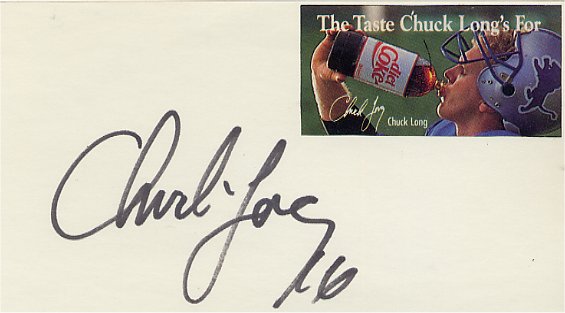 The Taste Chuck Long's For
diet
Coke
Chuck Long
Chuck Long
Chuck Long
16